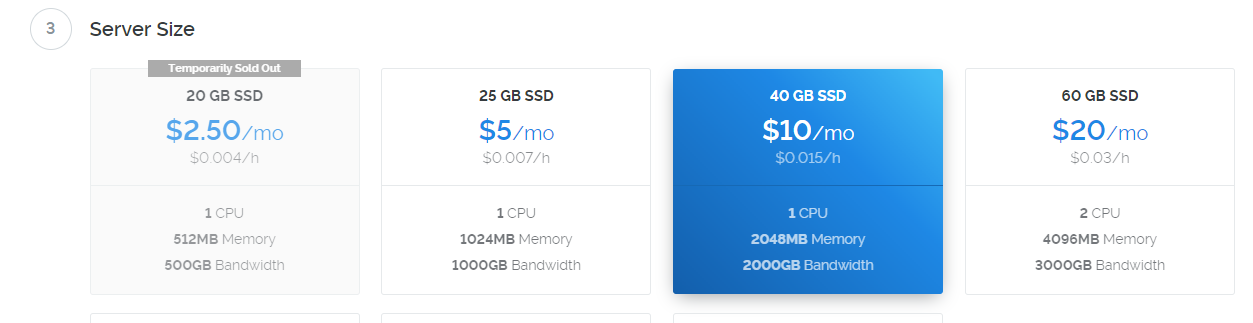 3 Server Size
Temporarily Sold Out
20 GB SSD
$2.50/mo
$0.004/h
1 CPU
512MB Memory
500GB Bandwidth
25 GB SSD
$5/mo
$0.007/h
1 CPU
1024MB Memory
1000GB Bandwidth
40 GB SSD
$10/mo
$0.015/h
1 CPU
2048MB Memory
2000GB Bandwidth
60 GB SSD
$20/mo
$0.03/h
2 CPU
4096MB Memory
3000GB Bandwidth